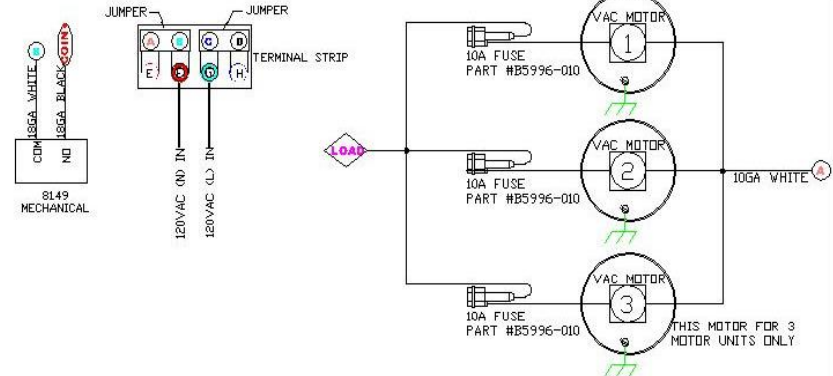 JUMPER
JUMPER
A B C D
TERMINAL STRIP
E F G H
B
COIN
18GA WHITE
18GA BLACK
COM
NO
8149
MECHANICAL
120VAC (N) IN
120VAC (L) IN
LOAD
10A FUSE
PART #B5996-010
VAC MOTOR
1
10A FUSE
PART #B5996-010
VAC MOTOR
2
10GA WHITE
A
10A FUSE
PART #B5996-010
VAC MOTOR
3
THIS MOTOR FOR 3
MOTOR UNITS ONLY